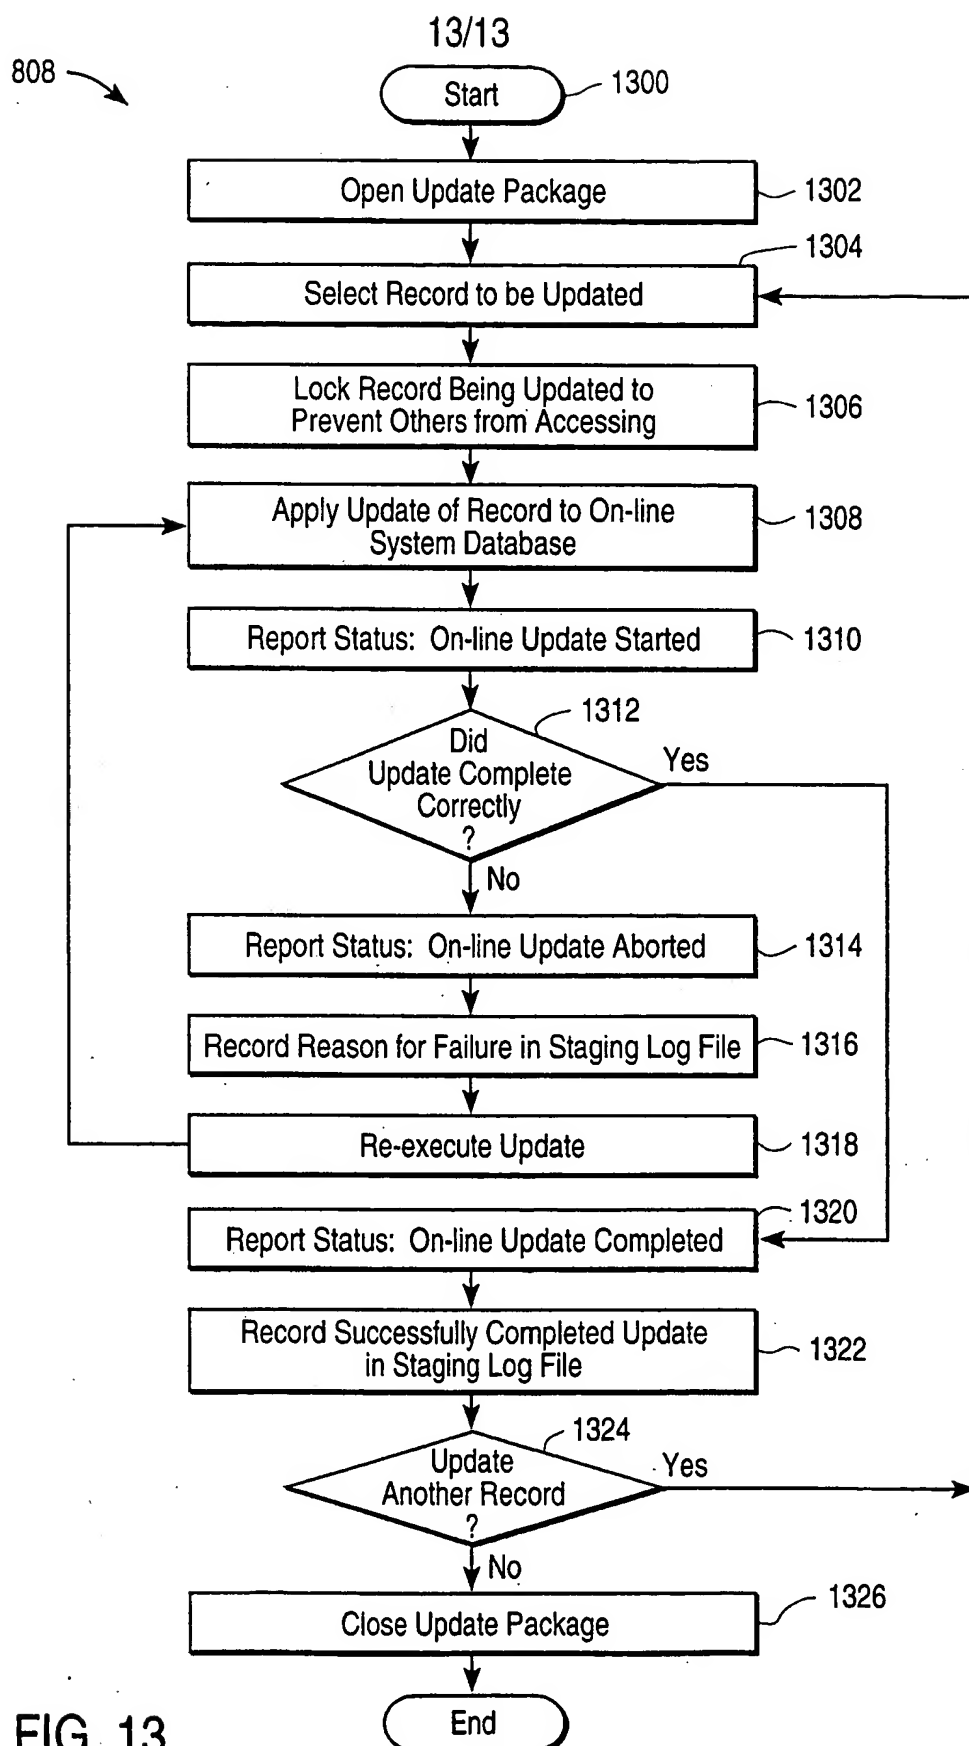 13/13
808
Start
1300
Open Update Package
1302
1304
Select Record to be Updated
Lock Record Being Updated to
Prevent Others from Accessing
1306
Apply Update of Record to On-line
System Database
1308
Report Status: On-line Update Started
1310
1312
Did
Update Complete
Correctly
?
Yes
No
Report Status: On-line Update Aborted
1314
Record Reason for Failure in Staging Log File
1316
Re-execute Update
1318
1320
Report Status: On-line Update Completed
Record Successfully Completed Update
in Staging Log File
1322
1324
Update
Another Record
?
Yes
No
1326
Close Update Package
End
FIG. 13